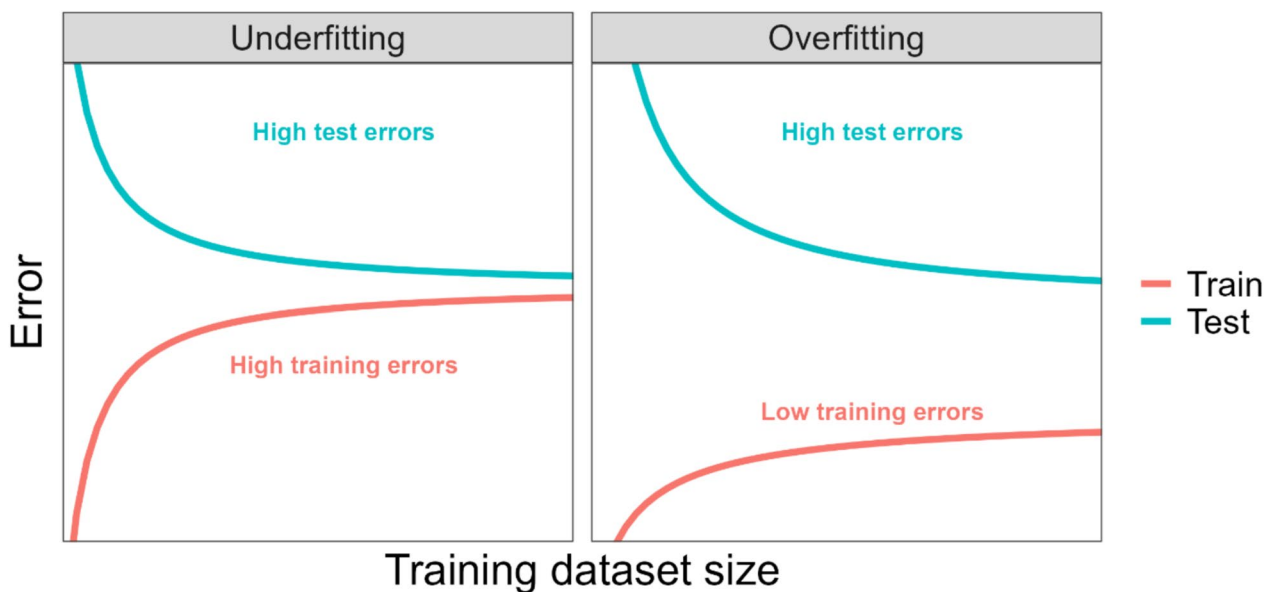 Underfitting
Overfitting
High test errors
High test errors
Error
High training errors
Low training errors
Train
Test
Training dataset size